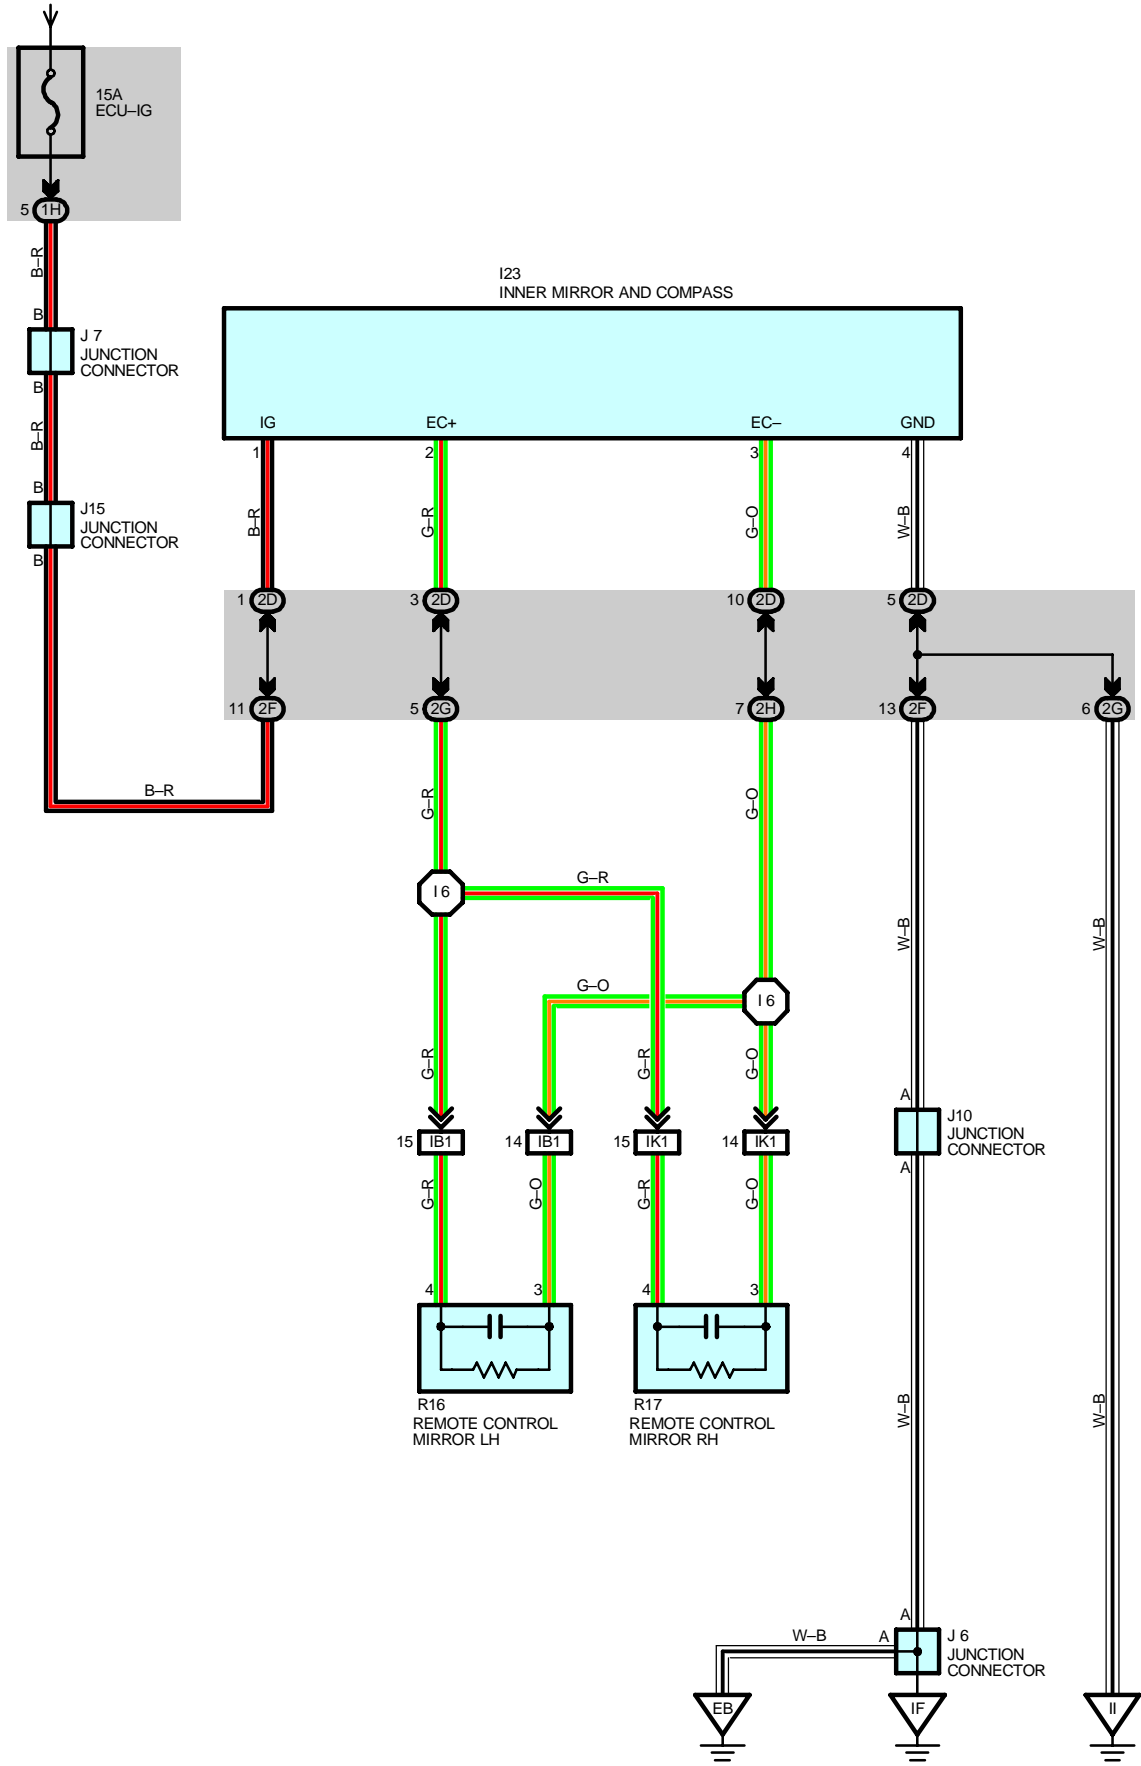 15A
ECU–IG
5 1H
B–R
I23
INNER MIRROR AND COMPASS
B
J 7
JUNCTION
CONNECTOR
B
B–R
IG EC+ EC– GND
1 2 3 4
B
J15
JUNCTION
CONNECTOR
B
B–R G–R G–O W–B
1 2D 3 2D 10 2D 5 2D
11 2F 5 2G 7 2H 13 2F 6 2G
B–R
G–R G–O
I 6
G–R
W–B W–B
G–O
I 6
G–R G–R G–O
A
J10
JUNCTION
CONNECTOR
A
15 IB1 14 IB1 15 IK1 14 IK1
G–R G–O G–R G–O
4 3 4 3
R16
REMOTE CONTROL
MIRROR LH
R17
REMOTE CONTROL
MIRROR RH
W–B W–B
A
W–B A
J 6
JUNCTION
CONNECTOR
EB IF II